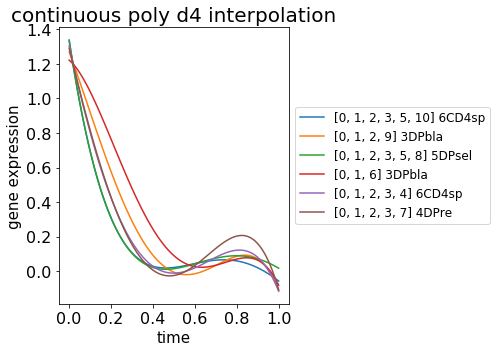 continuous poly d4 interpolation
1.4
1.2
1.0
0.8
0.6
0.4
0.2
0.0
gene expression
0.0 0.2 0.4 0.6 0.8 1.0
time
[0, 1, 2, 3, 5, 10] 6CD4sp
[0, 1, 2, 9] 3DPbla
[0, 1, 2, 3, 5, 8] 5DPsel
[0, 1, 6] 3DPbla
[0, 1, 2, 3, 4] 6CD4sp
[0, 1, 2, 3, 7] 4DPre